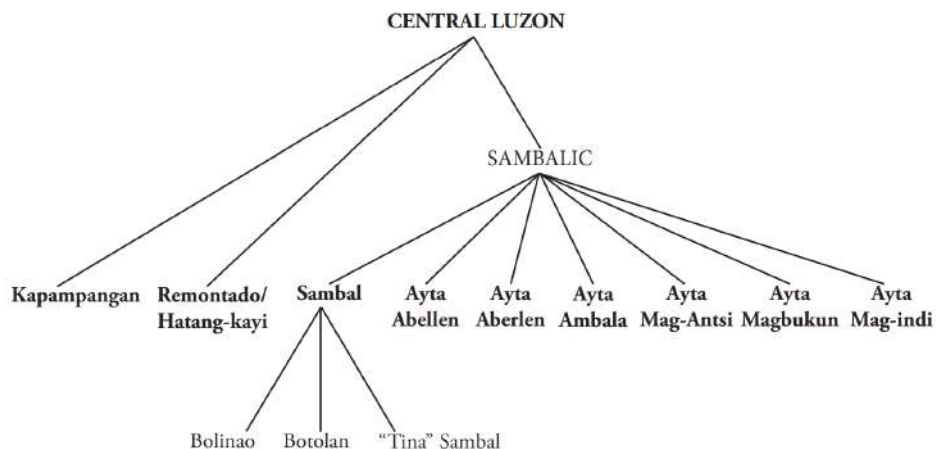 CENTRAL LUZON
SAMBALIC
Kapampangan
Remontado/
Hatang-kayi
Sambal
Ayta
Abellen
Ayta
Aberlen
Ayta
Ambala
Ayta
Mag-Antsi
Ayta
Magbukun
Ayta
Mag-indi
Bolinao
Botolan
“Tina” Sambal